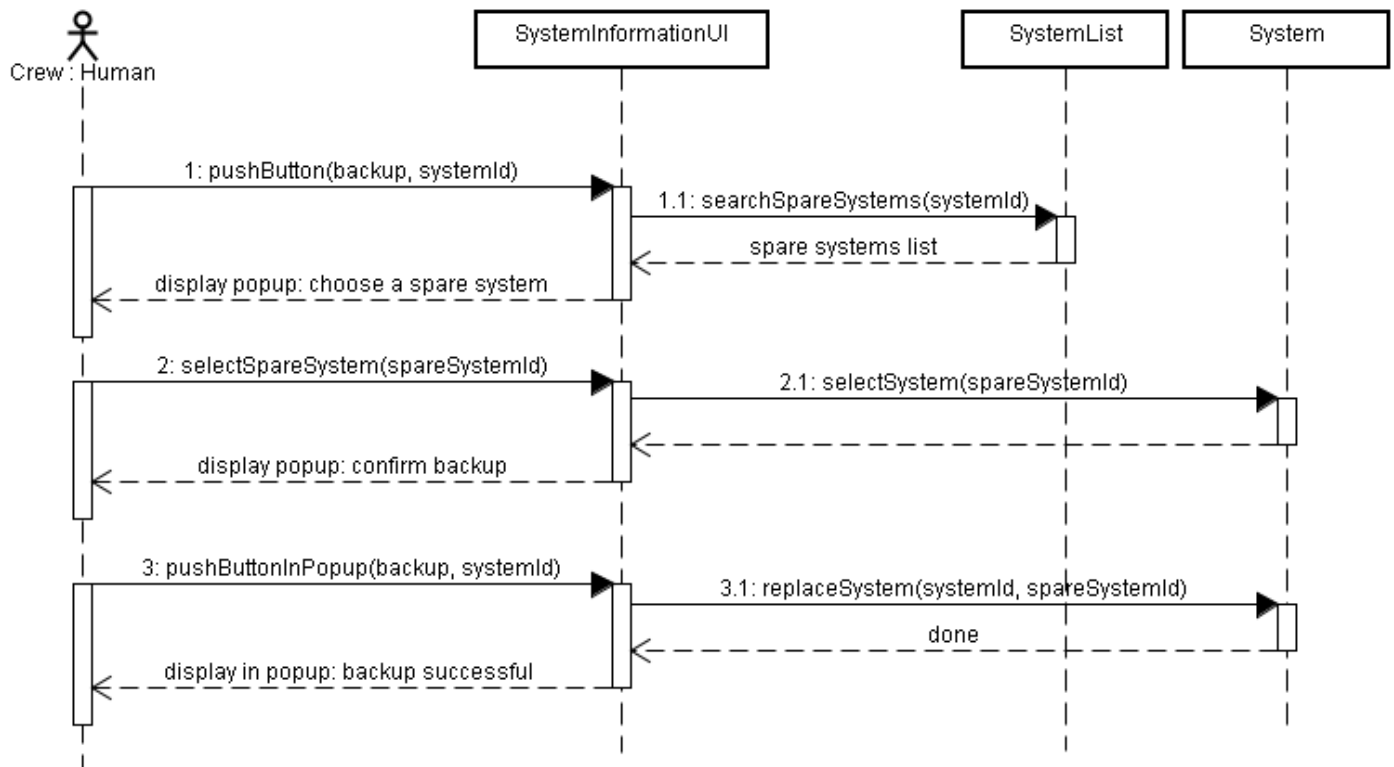 SystemInformationUI
SystemList
System
Crew : Human
1: pushButton(backup, systemId)
1.1: searchSpareSystems(systemId)
spare systems list
display popup: choose a spare system
2: selectSpareSystem(spareSystemId)
2.1: selectSystem(spareSystemId)
display popup: confirm backup
3: pushButtonInPopup(backup, systemId)
3.1: replaceSystem(systemId, spareSystemId)
done
display in popup: backup successful